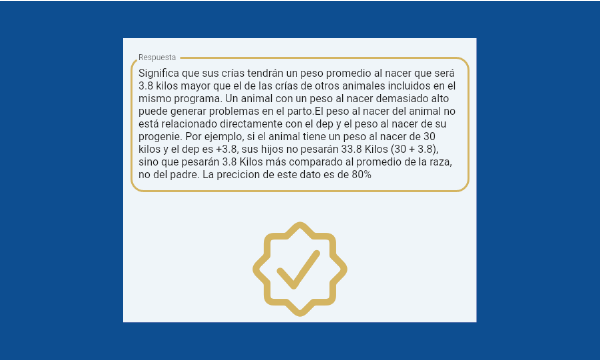 Respuesta
Significa que sus crías tendrán un peso promedio al nacer que será
3.8 kilos mayor que el de las crías de otros animales incluidos en el
mismo programa. Un animal con un peso al nacer demasiado alto
puede generar problemas en el parto.El peso al nacer del animal no
está relacionado directamente con el dep y el peso al nacer de su
progenie. Por ejemplo, si el animal tiene un peso al nacer de 30
kilos y el dep es +3.8, sus hijos no pesarán 33.8 Kilos (30 + 3.8),
sino que pesarán 3.8 Kilos más comparado al promedio de la raza,
no del padre. La precicion de este dato es de 80%